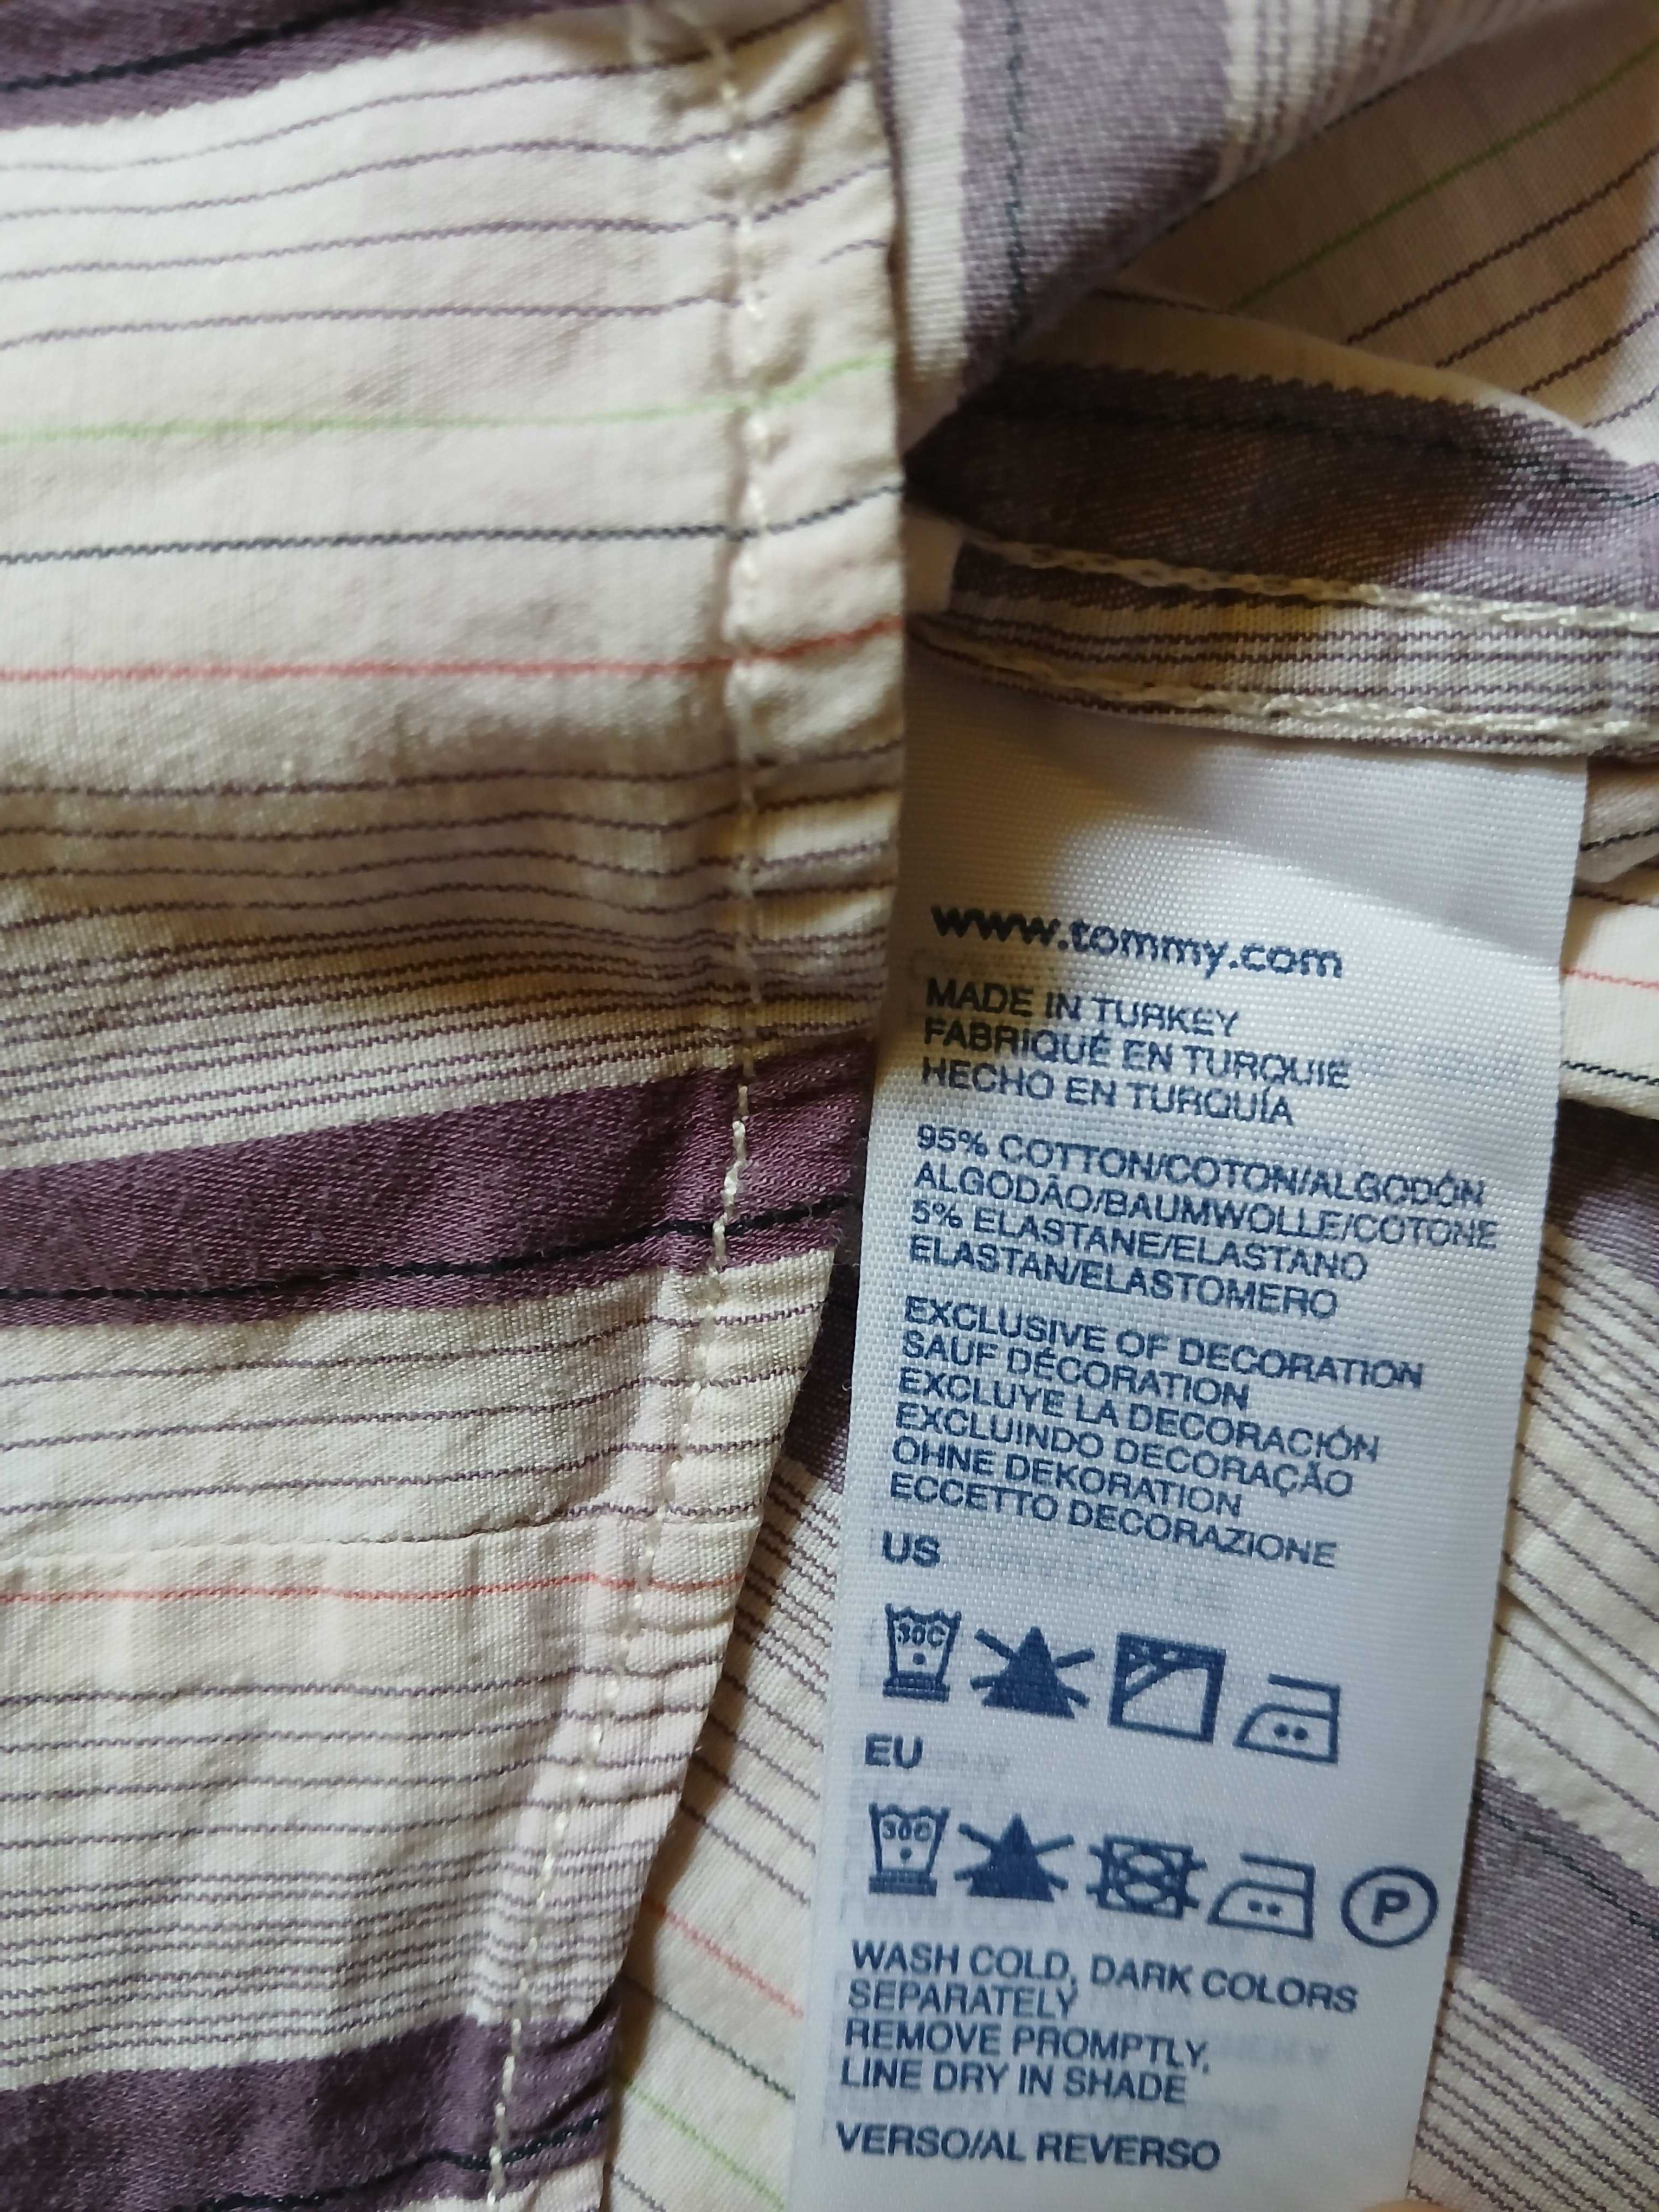 www.tommy.com
MADE IN TURKEY
FABRIQUÉ EN TURQUIE
HECHO EN TURQUÍA
95% COTTON/COTON/ALGODÓN
ALGODÃO/BAUMWOLLE/COTONE
5% ELASTANE/ELASTANO
ELASTAN/ELASTOMERO
EXCLUSIVE OF DECORATION
SAUF DÉCORATION
EXCLUYE LA DECORACIÓN
EXCLUINDO DECORAÇÃO
OHNE DEKORATION
ECCETTO DECORAZIONE
US
30C
EU
30C
P
WASH COLD, DARK COLORS
SEPARATELY
REMOVE PROMPTLY,
LINE DRY IN SHADE
VERSO/AL REVERSO